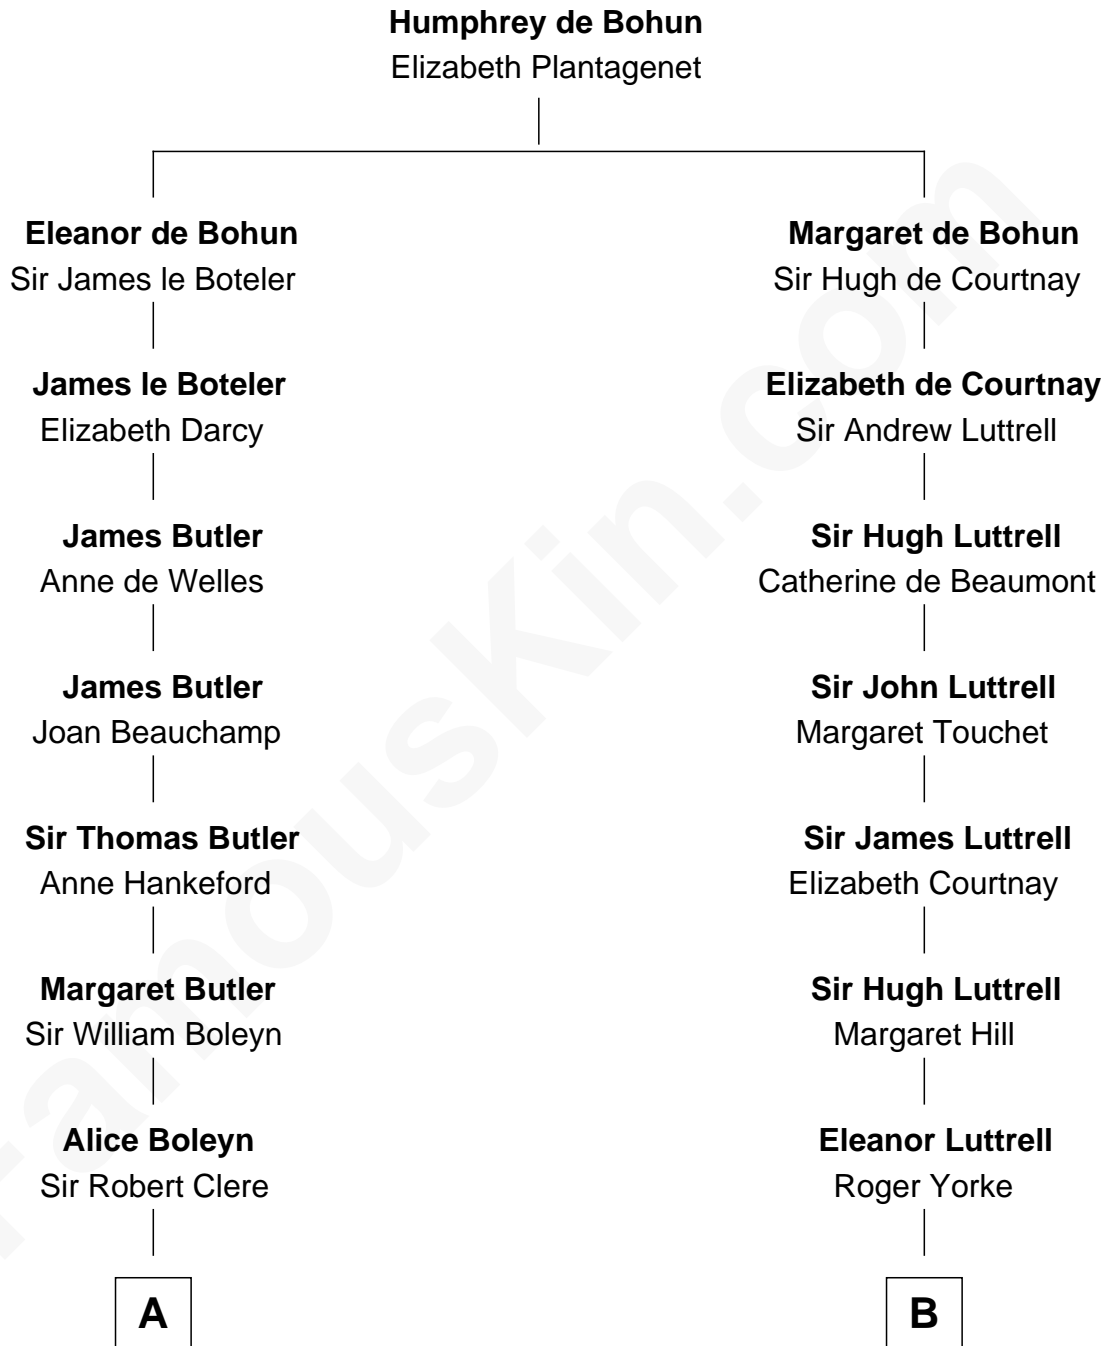 Humphrey de Bohun
Elizabeth Plantagenet
Eleanor de Bohun
Sir James le Boteler
James le Boteler
Elizabeth Darcy
James Butler
Anne de Welles
James Butler
Joan Beauchamp
Sir Thomas Butler
Anne Hankeford
Margaret Butler
Sir William Boleyn
Alice Boleyn
Sir Robert Clere
A
Margaret de Bohun
Sir Hugh de Courtnay
Elizabeth de Courtnay
Sir Andrew Luttrell
Sir Hugh Luttrell
Catherine de Beaumont
Sir John Luttrell
Margaret Touchet
Sir James Luttrell
Elizabeth Courtnay
Sir Hugh Luttrell
Margaret Hill
Eleanor Luttrell
Roger Yorke
B
FamousKin.com